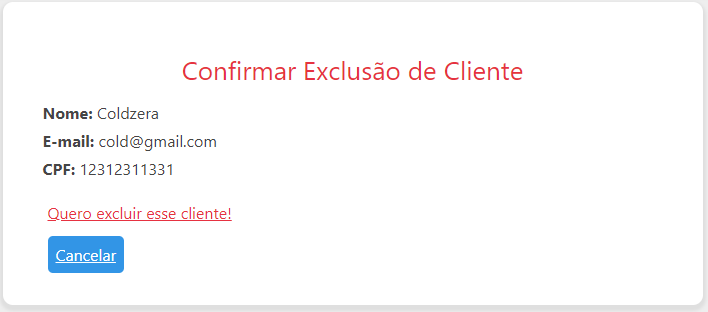 Confirmar Exclusão de Cliente
Nome: Coldzera
E-mail: cold@gmail.com
CPF: 12312311331
Quero excluir esse cliente!
Cancelar